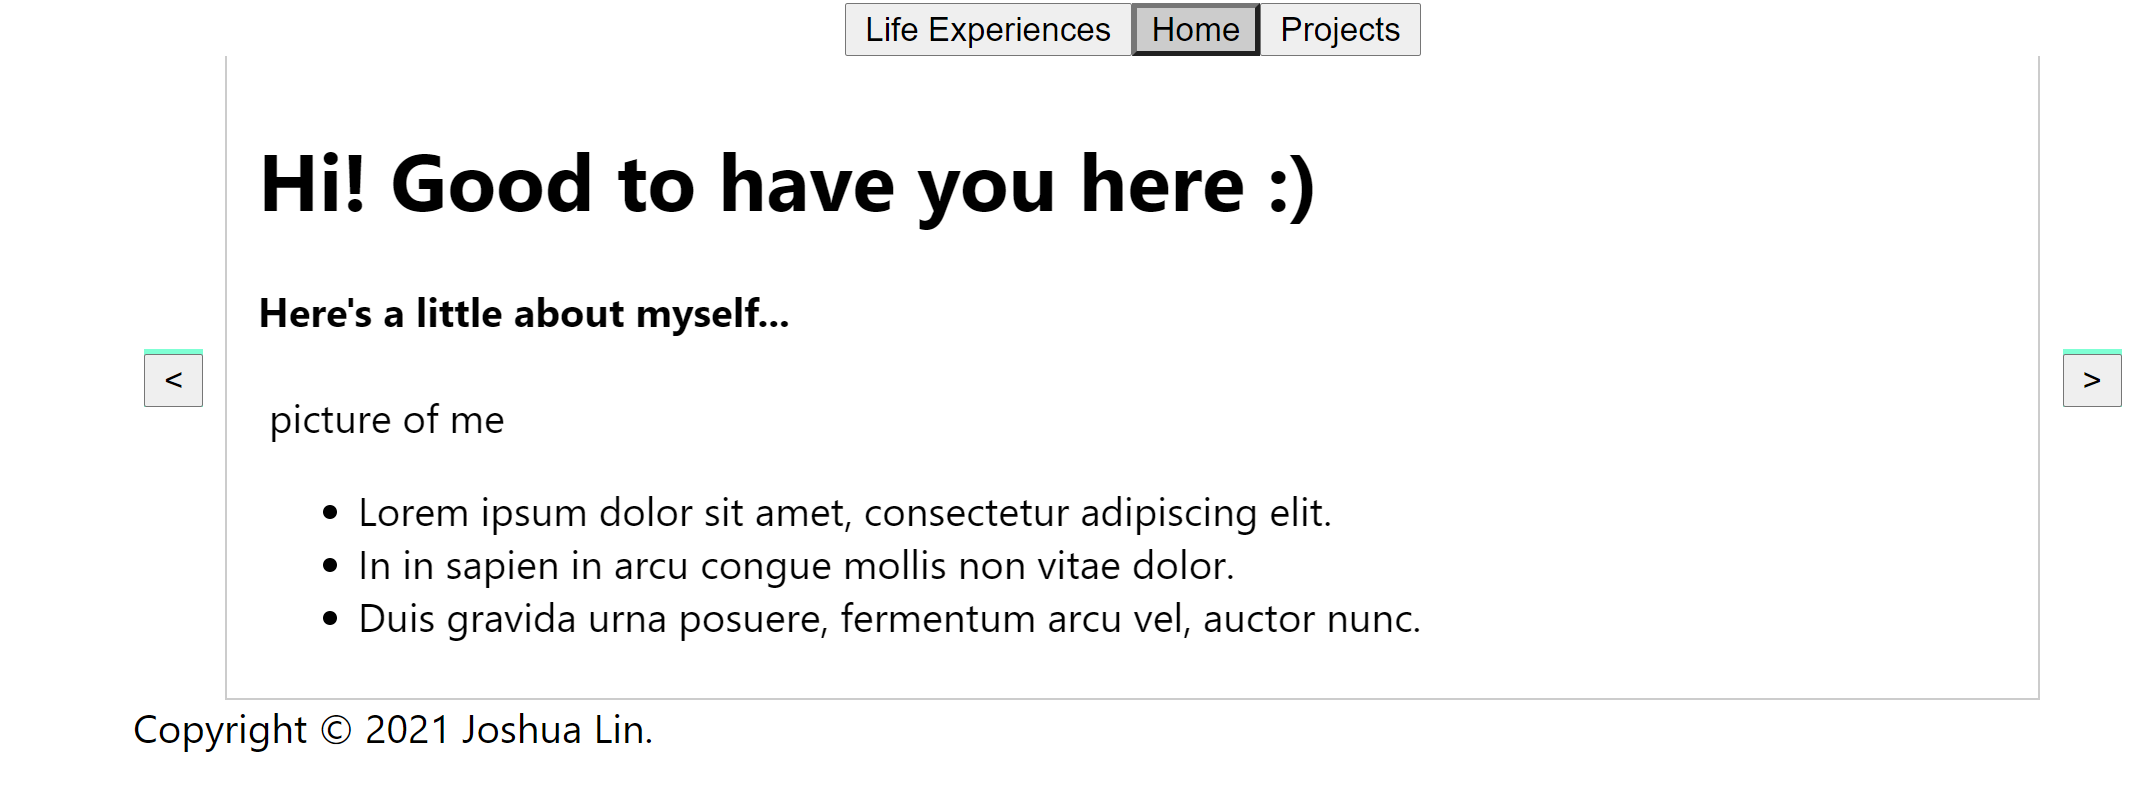 Life Experiences Home Projects
Hi! Good to have you here :)
Here's a little about myself...
< >
picture of me
• Lorem ipsum dolor sit amet, consectetur adipiscing elit.
• In in sapien in arcu congue mollis non vitae dolor.
• Duis gravida urna posuere, fermentum arcu vel, auctor nunc.
Copyright © 2021 Joshua Lin.